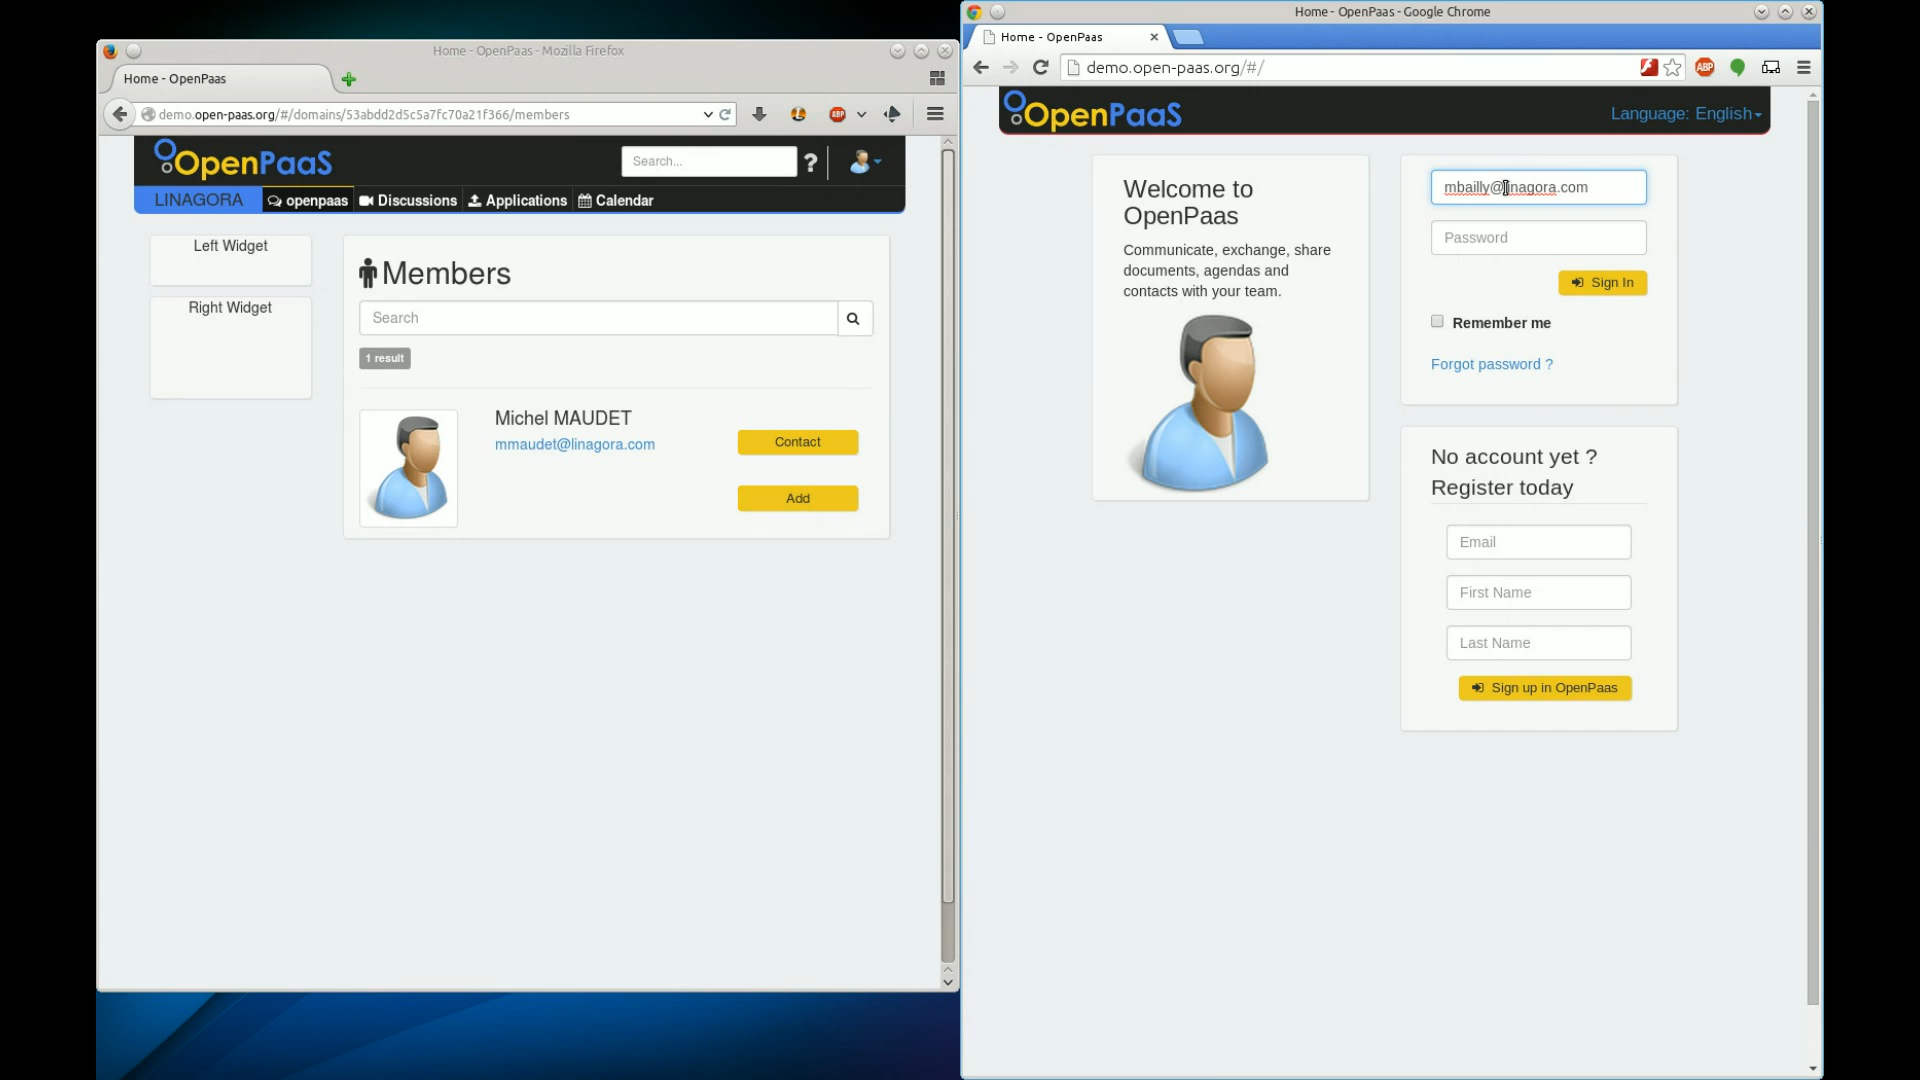 Home - OpenPaas - Mozilla Firefox
Home - OpenPaas
demo.open-paas.org/#/domains/53abdd2d5c5a7fc70a21f366/members
ABP
OpenPaaS
Search...
?
LINAGORA
openpaas
Discussions
Applications
Calendar
Left Widget
Right Widget
Members
Search
1 result
Michel MAUDET
mmaudet@linagora.com
Contact
Add
Home - OpenPaas - Google Chrome
Home - OpenPaas
demo.open-paas.org/#/
ABP
OpenPaaS
Language: English
Welcome to
OpenPaas
Communicate, exchange, share
documents, agendas and
contacts with your team.
mbailly@linagora.com
Password
Sign In
Remember me
Forgot password ?
No account yet ?
Register today
Email
First Name
Last Name
Sign up in OpenPaas